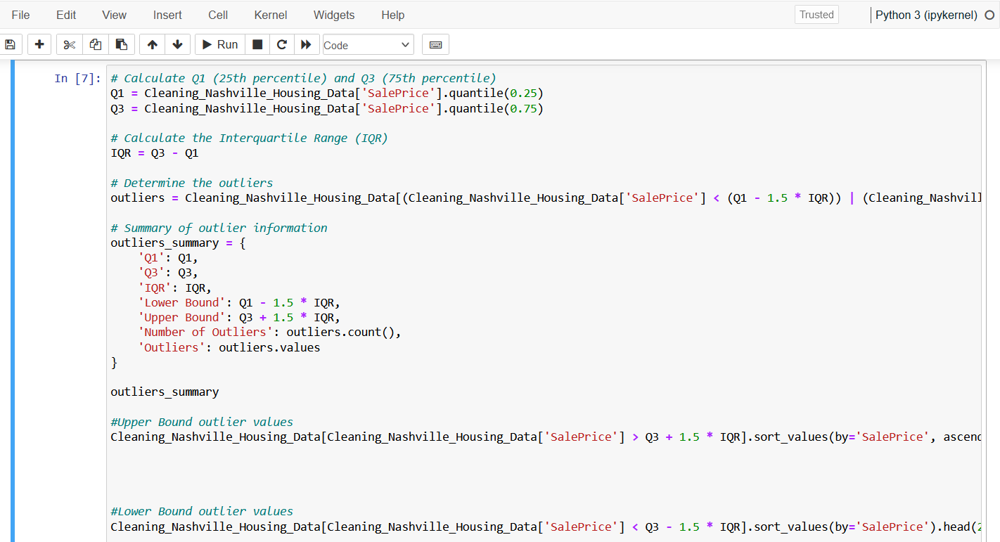 File Edit View Insert Cell Kernel Widgets Help Trusted Python 3 (ipykernel)
Run Code
In [7]: # Calculate Q1 (25th percentile) and Q3 (75th percentile)
Q1 = Cleaning_Nashville_Housing_Data['SalePrice'].quantile(0.25)
Q3 = Cleaning_Nashville_Housing_Data['SalePrice'].quantile(0.75)
# Calculate the Interquartile Range (IQR)
IQR = Q3 - Q1
# Determine the outliers
outliers = Cleaning_Nashville_Housing_Data[(Cleaning_Nashville_Housing_Data['SalePrice'] < (Q1 - 1.5 * IQR)) | (Cleaning_Nashvill
# Summary of outlier information
outliers_summary = {
'Q1': Q1,
'Q3': Q3,
'IQR': IQR,
'Lower Bound': Q1 - 1.5 * IQR,
'Upper Bound': Q3 + 1.5 * IQR,
'Number of Outliers': outliers.count(),
'Outliers': outliers.values
}
outliers_summary
#Upper Bound outlier values
Cleaning_Nashville_Housing_Data[Cleaning_Nashville_Housing_Data['SalePrice'] > Q3 + 1.5 * IQR].sort_values(by='SalePrice', ascend
#Lower Bound outlier values
Cleaning_Nashville_Housing_Data[Cleaning_Nashville_Housing_Data['SalePrice'] < Q3 - 1.5 * IQR].sort_values(by='SalePrice').head(2